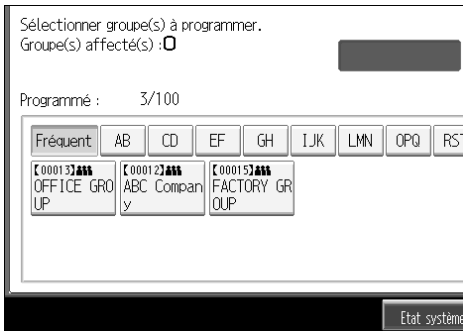 Sélectionner groupe(s) à programmer.
Groupe(s) affecté(s) :0
Programmé : 3/100
Fréquent AB CD EF GH IJK LMN OPQ RST
【00013】 【00012】 【00015】
OFFICE GRO ABC Compan FACTORY GR
UP y OUP
Etat système